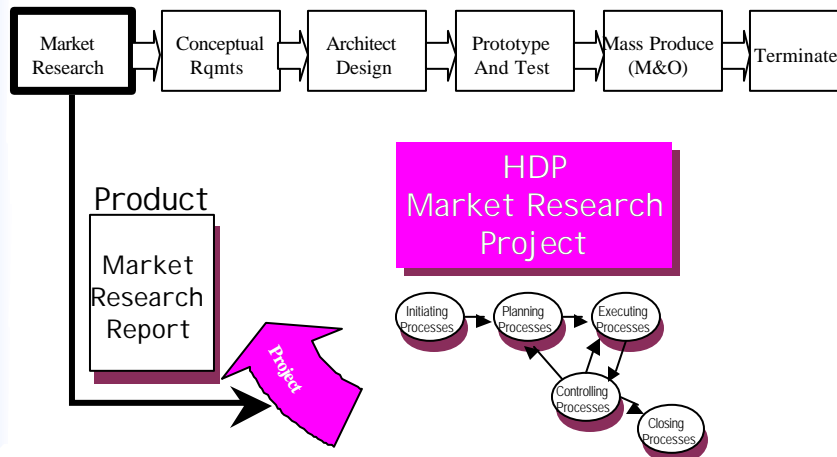 Market
Research
Conceptual
Rqmts
Architect
Design
Prototype
And Test
Mass Produce
(M&O)
Terminate
Product
Market
Research
Report
Project
HDP
Market Research
Project
Initiating
Processes
Planning
Processes
Executing
Processes
Controlling
Processes
Closing
Processes